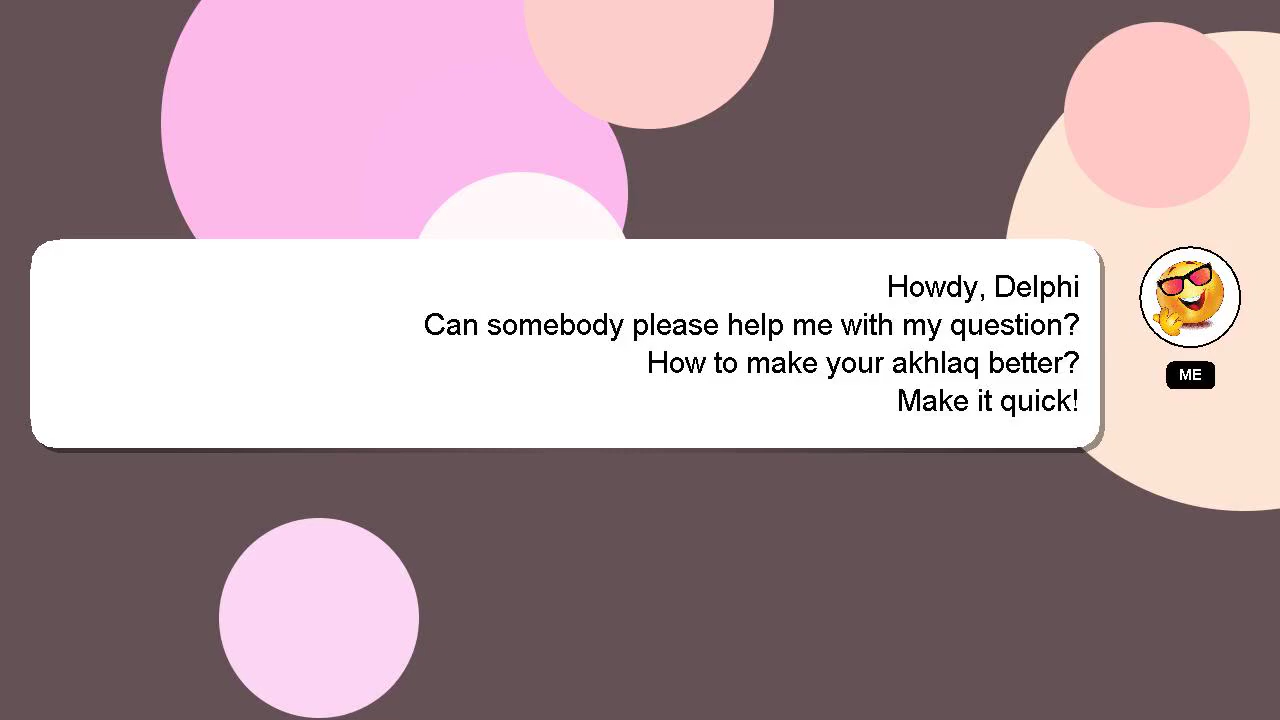 Howdy, Delphi
Can somebody please help me with my question?
How to make your akhlaq better?
Make it quick!
ME